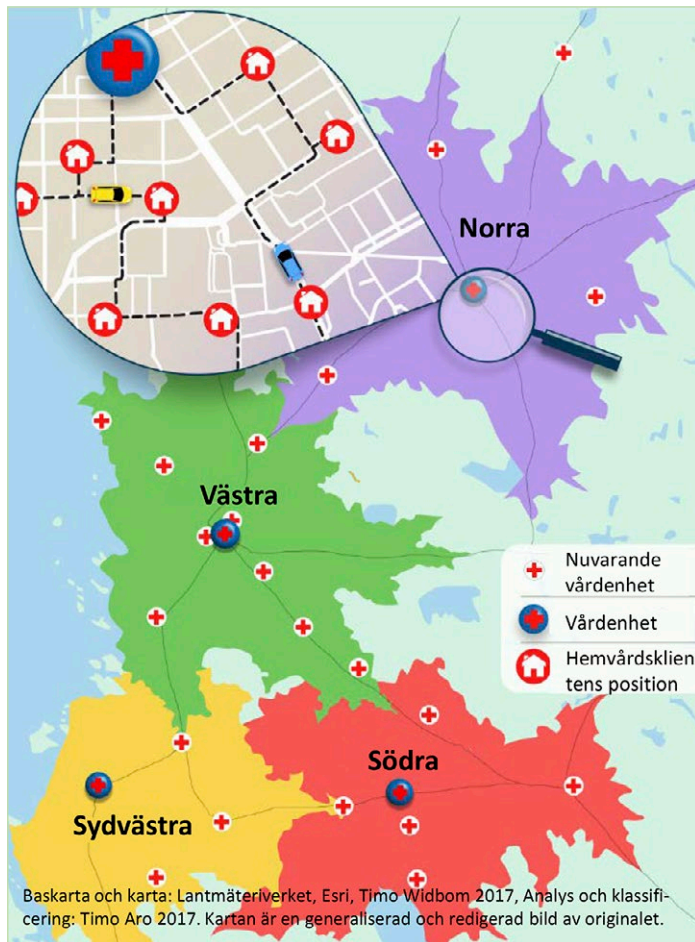 Norra
Västra
Nuvarande
vårdenhet
Vårdenhet
Hemvårdsklien
tens position
Södra
Sydvästra
Baskarta och karta: Lantmäteriverket, Esri, Timo Widbom 2017, Analys och klassifi-
cering: Timo Aro 2017. Kartan är en generaliserad och redigerad bild av originalet.